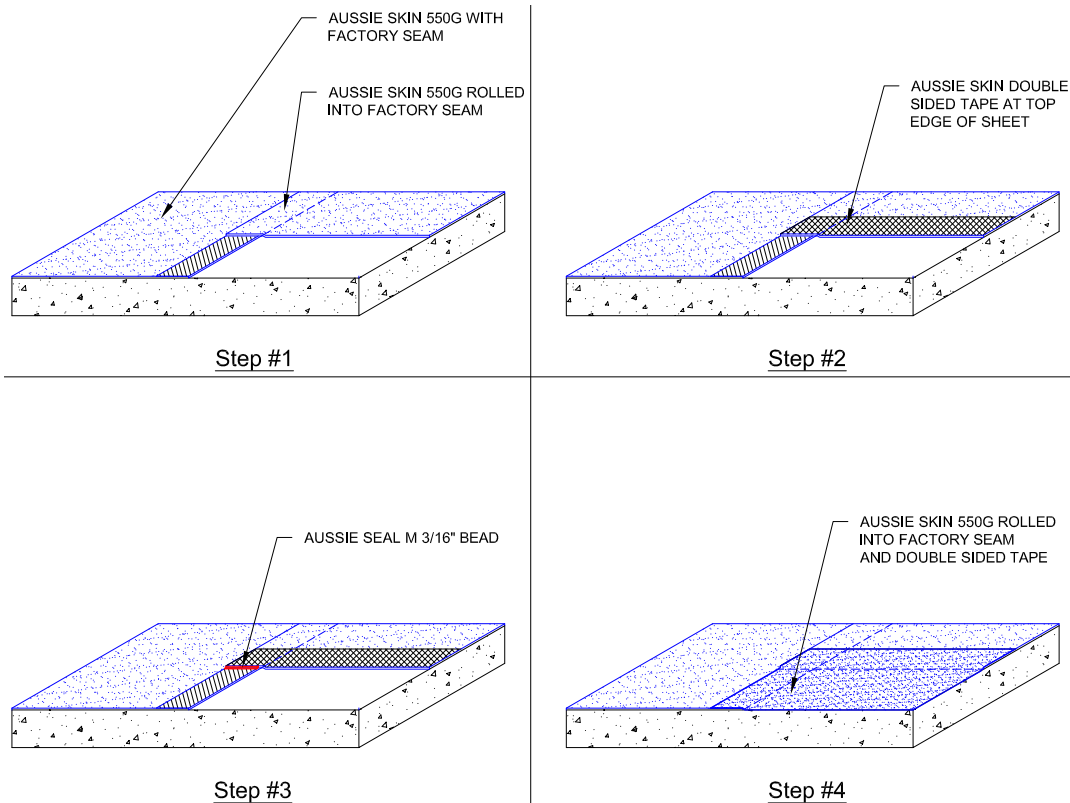 AUSSIE SKIN 550G WITH
FACTORY SEAM
AUSSIE SKIN 550G ROLLED
INTO FACTORY SEAM
Step #1
AUSSIE SKIN DOUBLE
SIDED TAPE AT TOP
EDGE OF SHEET
Step #2
AUSSIE SEAL M 3/16" BEAD
Step #3
AUSSIE SKIN 550G ROLLED
INTO FACTORY SEAM
AND DOUBLE SIDED TAPE
Step #4